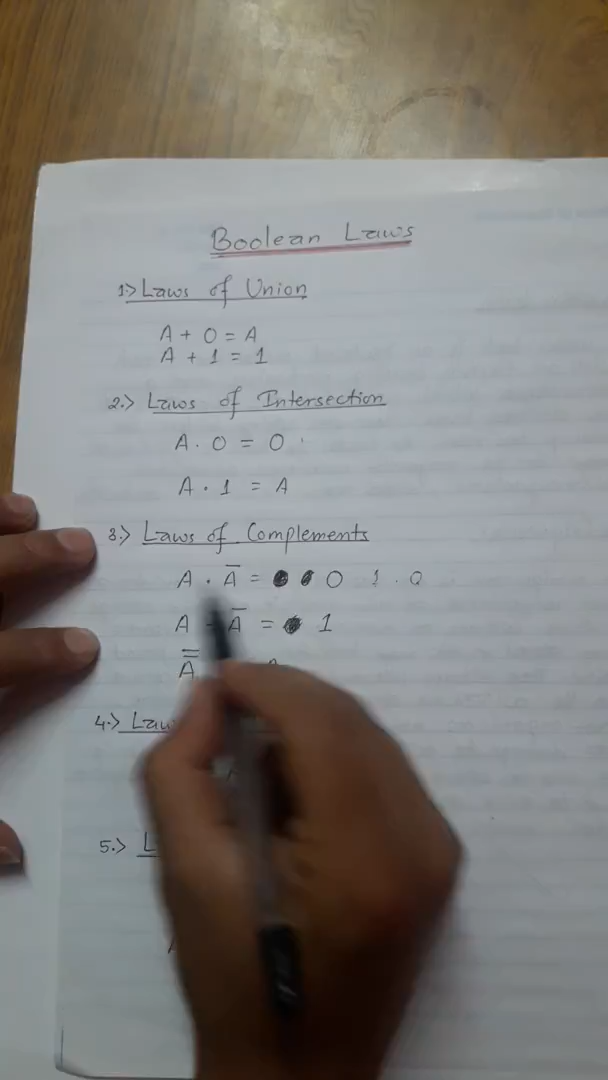 Boolean Laws
1.> Laws of Union
A + 0 = A
A + 1 = 1
2.> Laws of Intersection
A . 0 = 0
A . 1 = A
3.> Laws of Complements
A . A̅ = 0 1 . 0
A A̅ = 1
A̿
4.>
5.>